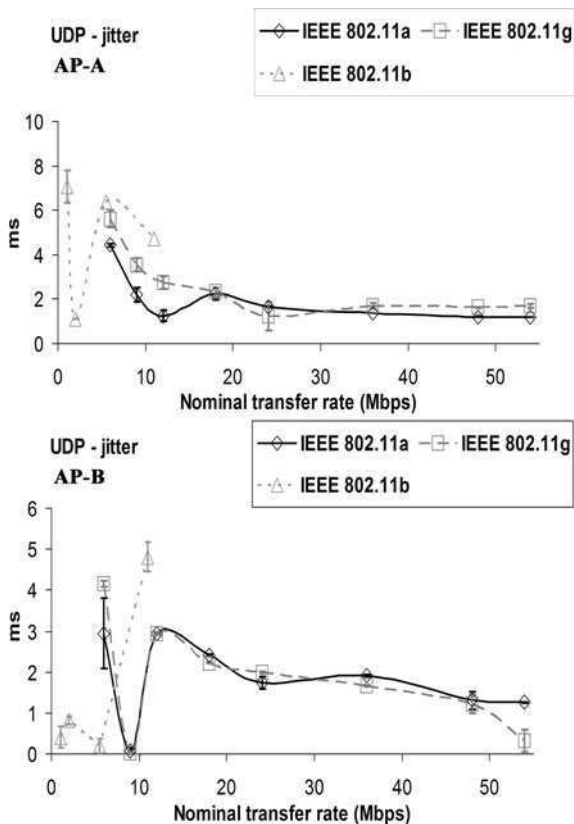 UDP - jitter
AP-A
IEEE 802.11a
IEEE 802.11g
IEEE 802.11b
10
8
6
4
2
0
ms
0 10 20 30 40 50
Nominal transfer rate (Mbps)
UDP - jitter
AP-B
IEEE 802.11a
IEEE 802.11g
IEEE 802.11b
6
5
4
3
2
1
0
ms
0 10 20 30 40 50
Nominal transfer rate (Mbps)